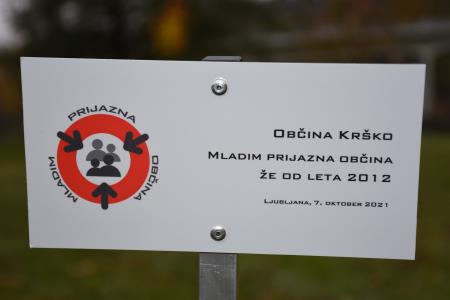 PRIJAZNA
OBČINA
MLADIM
OBČINA KRŠKO
MLADIM PRIJAZNA OBČINA
ŽE OD LETA 2012
LJUBLJANA, 7. OKTOBER 2021